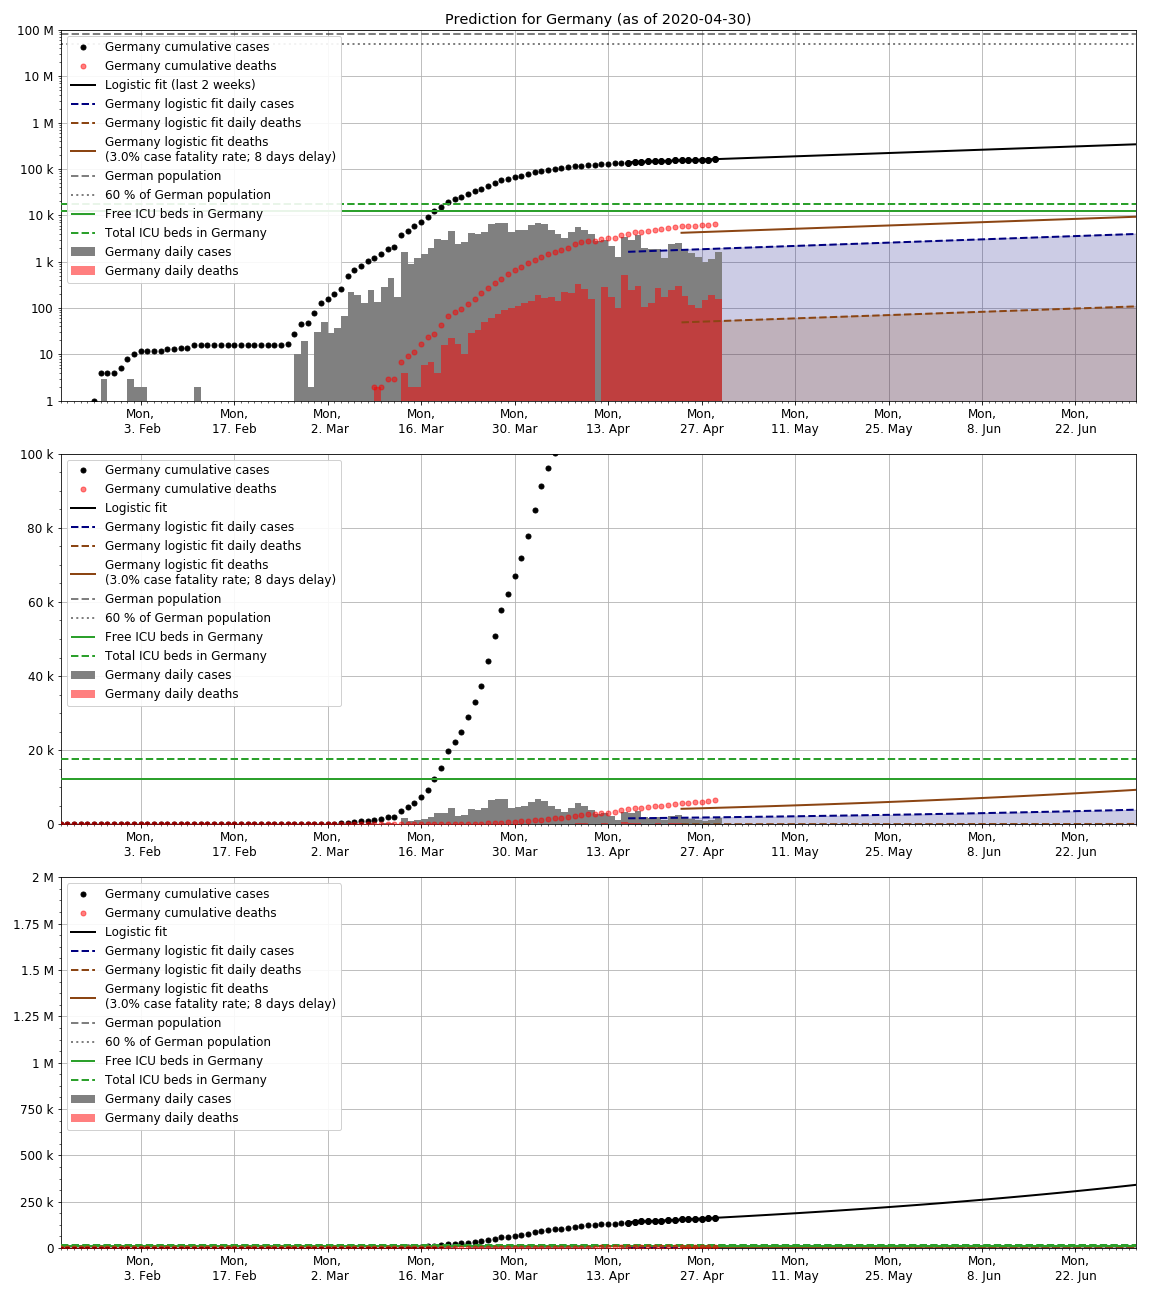 Prediction for Germany (as of 2020-04-30)
100 M
10 M
1 M
100 k
10 k
1 k
100
10
1
Germany cumulative cases
Germany cumulative deaths
Logistic fit (last 2 weeks)
Germany logistic fit daily cases
Germany logistic fit daily deaths
Germany logistic fit deaths
(3.0% case fatality rate; 8 days delay)
German population
60 % of German population
Free ICU beds in Germany
Total ICU beds in Germany
Germany daily cases
Germany daily deaths
Mon, Mon, Mon, Mon, Mon, Mon, Mon, Mon, Mon, Mon, Mon,
3. Feb 17. Feb 2. Mar 16. Mar 30. Mar 13. Apr 27. Apr 11. May 25. May 8. Jun 22. Jun
100 k
80 k
60 k
40 k
20 k
0
Germany cumulative cases
Germany cumulative deaths
Logistic fit
Germany logistic fit daily cases
Germany logistic fit daily deaths
Germany logistic fit deaths
(3.0% case fatality rate; 8 days delay)
German population
60 % of German population
Free ICU beds in Germany
Total ICU beds in Germany
Germany daily cases
Germany daily deaths
Mon, Mon, Mon, Mon, Mon, Mon, Mon, Mon, Mon, Mon, Mon,
3. Feb 17. Feb 2. Mar 16. Mar 30. Mar 13. Apr 27. Apr 11. May 25. May 8. Jun 22. Jun
2 M
1.75 M
1.5 M
1.25 M
1 M
750 k
500 k
250 k
0
Germany cumulative cases
Germany cumulative deaths
Logistic fit
Germany logistic fit daily cases
Germany logistic fit daily deaths
Germany logistic fit deaths
(3.0% case fatality rate; 8 days delay)
German population
60 % of German population
Free ICU beds in Germany
Total ICU beds in Germany
Germany daily cases
Germany daily deaths
Mon, Mon, Mon, Mon, Mon, Mon, Mon, Mon, Mon, Mon, Mon,
3. Feb 17. Feb 2. Mar 16. Mar 30. Mar 13. Apr 27. Apr 11. May 25. May 8. Jun 22. Jun